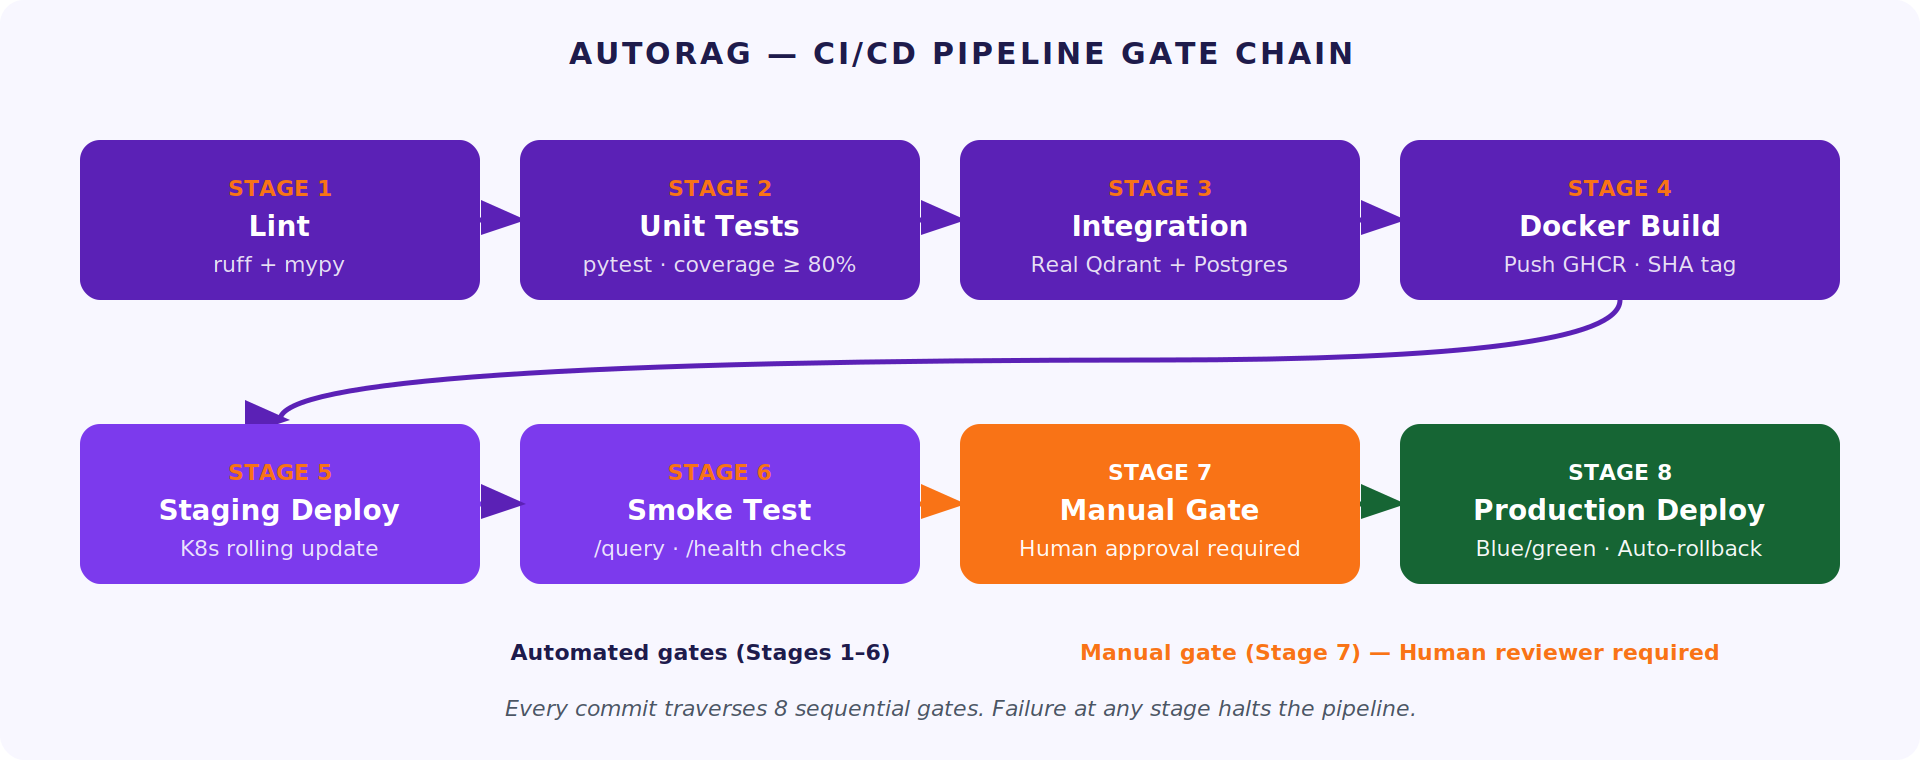 AUTORAG — CI/CD PIPELINE GATE CHAIN
STAGE 1
Lint
ruff + mypy
STAGE 2
Unit Tests
pytest · coverage ≥ 80%
STAGE 3
Integration
Real Qdrant + Postgres
STAGE 4
Docker Build
Push GHCR · SHA tag
STAGE 5
Staging Deploy
K8s rolling update
STAGE 6
Smoke Test
/query · /health checks
STAGE 7
Manual Gate
Human approval required
STAGE 8
Production Deploy
Blue/green · Auto-rollback
Automated gates (Stages 1–6)
Manual gate (Stage 7) — Human reviewer required
Every commit traverses 8 sequential gates. Failure at any stage halts the pipeline.